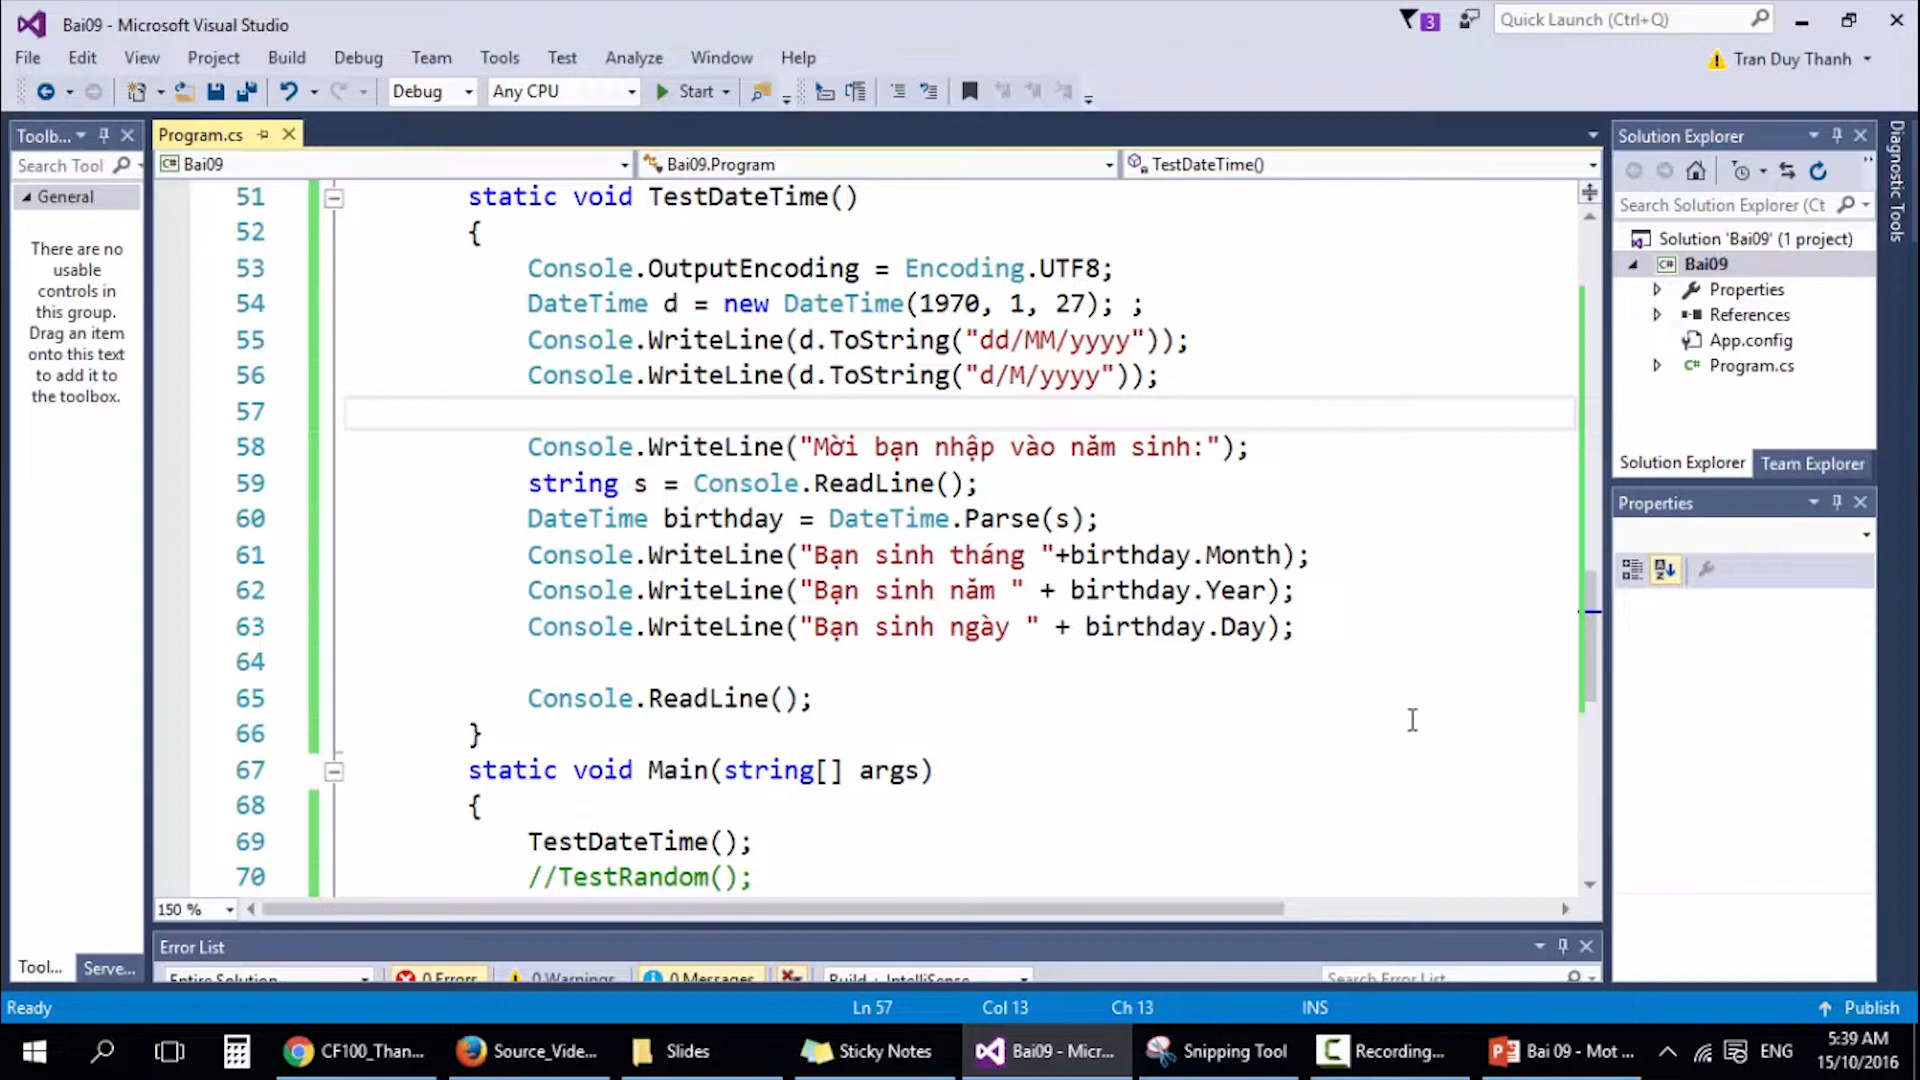 Bai09 - Microsoft Visual Studio
3
Quick Launch (Ctrl+Q)
File Edit View Project Build Debug Team Tools Test Analyze Window Help
Tran Duy Thanh
Debug Any CPU Start
Toolb...
Search Tool
General
There are no
usable
controls in
this group.
Drag an item
onto this text
to add it to
the toolbox.
Tool... Serve...
Program.cs
C# Bai09 Bai09.Program TestDateTime()
51 static void TestDateTime()
52 {
53 Console.OutputEncoding = Encoding.UTF8;
54 DateTime d = new DateTime(1970, 1, 27); ;
55 Console.WriteLine(d.ToString("dd/MM/yyyy"));
56 Console.WriteLine(d.ToString("d/M/yyyy"));
57
58 Console.WriteLine("Mời bạn nhập vào năm sinh:");
59 string s = Console.ReadLine();
60 DateTime birthday = DateTime.Parse(s);
61 Console.WriteLine("Bạn sinh tháng "+birthday.Month);
62 Console.WriteLine("Bạn sinh năm " + birthday.Year);
63 Console.WriteLine("Bạn sinh ngày " + birthday.Day);
64
65 Console.ReadLine();
66 }
67 static void Main(string[] args)
68 {
69 TestDateTime();
70 //TestRandom();
150 %
Error List
Entire Solution 0 Errors 0 Warnings 0 Messages Build + IntelliSense Search Error List
Solution Explorer
Search Solution Explorer (Ct
Solution 'Bai09' (1 project)
C# Bai09
Properties
References
App.config
C# Program.cs
Solution Explorer Team Explorer
Properties
Diagnostic Tools
Ready Ln 57 Col 13 Ch 13 INS Publish
CF100_Than... Source_Vide... Slides Sticky Notes Bai09 - Micr... Snipping Tool Recording... Bai 09 - Mot ... ENG
5:39 AM
15/10/2016